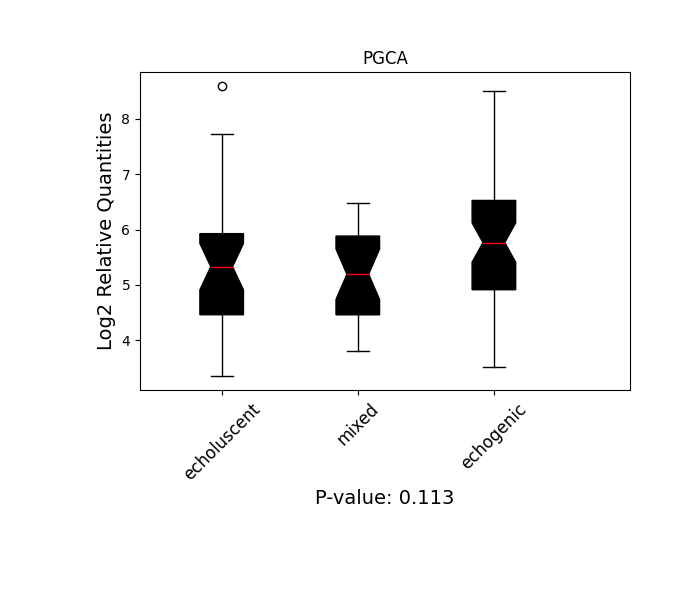 PGCA
Log2 Relative Quantities
8
7
6
5
4
echoluscent
mixed
echogenic
P-value: 0.113